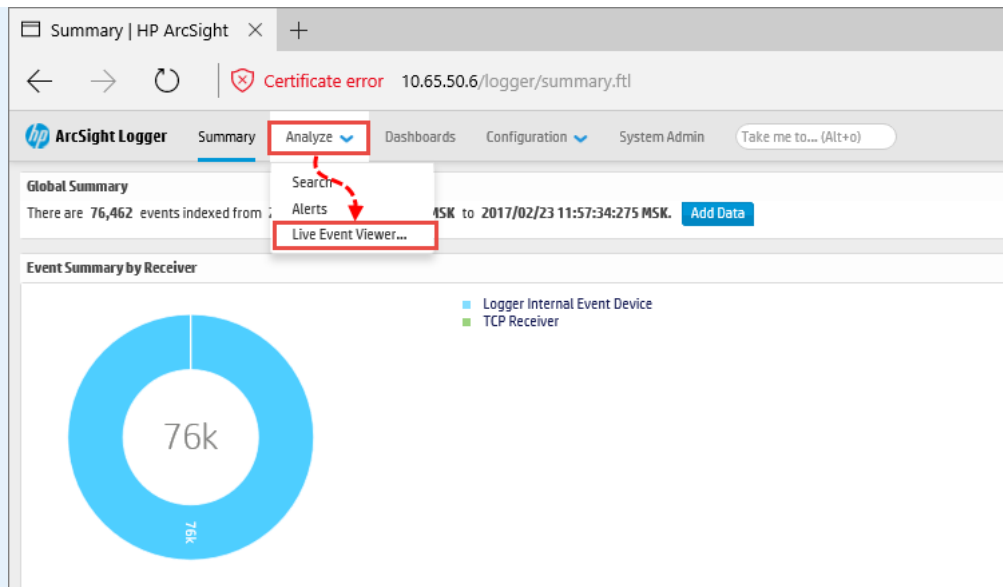 Summary | HP ArcSight
Certificate error 10.65.50.6/logger/summary.ftl
hp ArcSight Logger Summary Analyze Dashboards Configuration System Admin Take me to... (Alt+o)
Global Summary
There are 76,462 events indexed from 2 MSK to 2017/02/23 11:57:34:275 MSK. Add Data
Search
Alerts
Live Event Viewer...
Event Summary by Receiver
Logger Internal Event Device
TCP Receiver
76k
76k